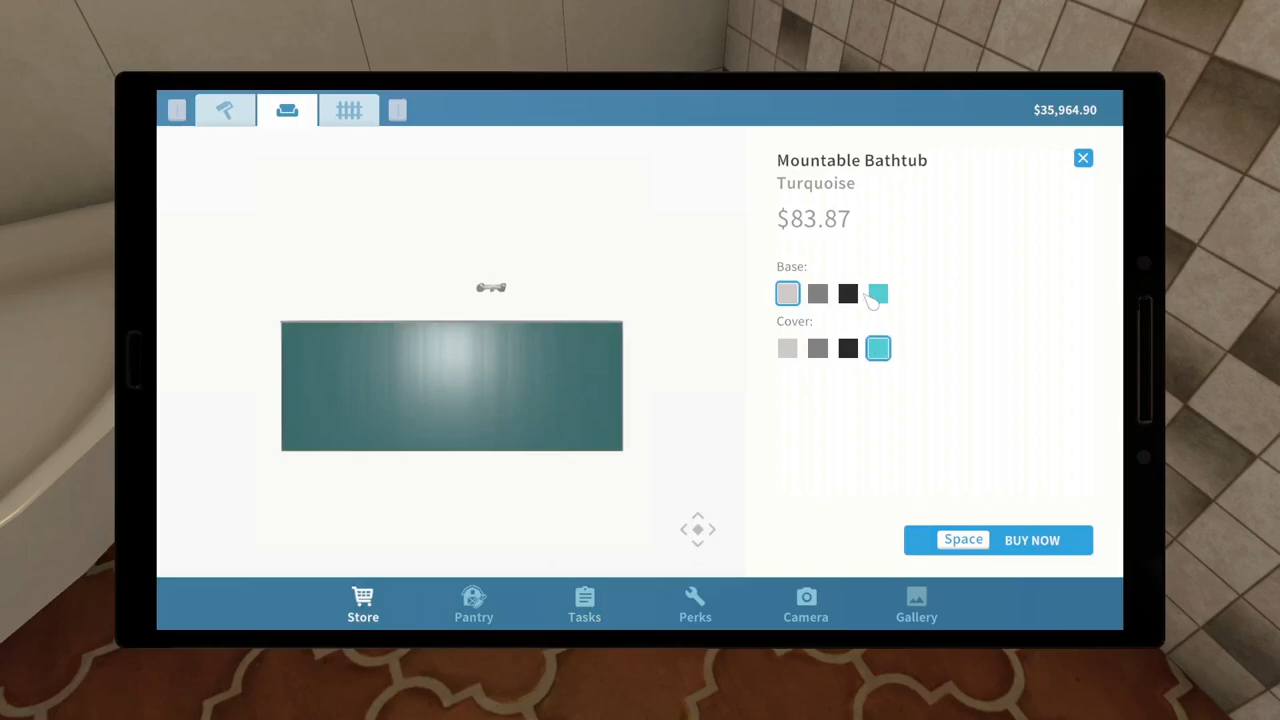 $35,964.90
Mountable Bathtub
Turquoise
$83.87
Base:
Cover:
Space BUY NOW
Store Pantry Tasks Perks Camera Gallery